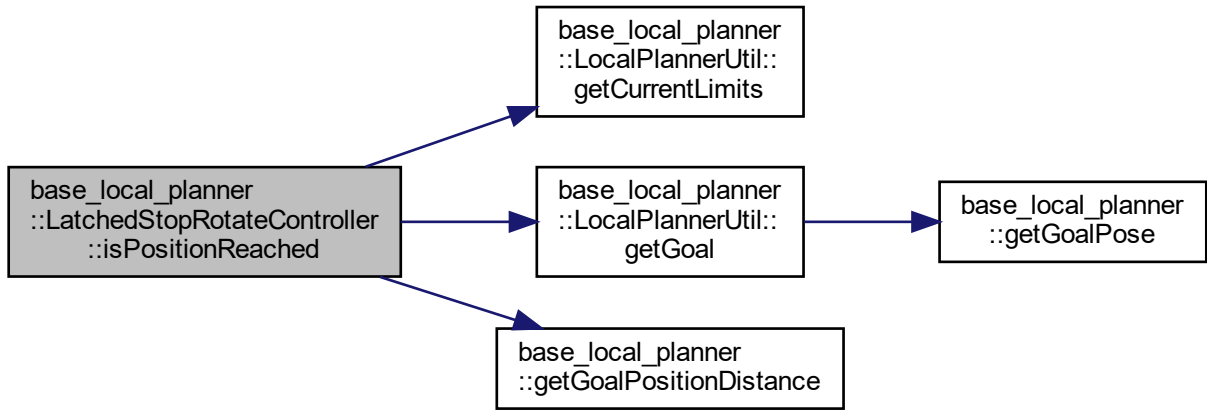 base_local_planner
::LocalPlannerUtil::
getCurrentLimits
base_local_planner
::LatchedStopRotateController
::isPositionReached
base_local_planner
::LocalPlannerUtil::
getGoal
base_local_planner
::getGoalPose
base_local_planner
::getGoalPositionDistance